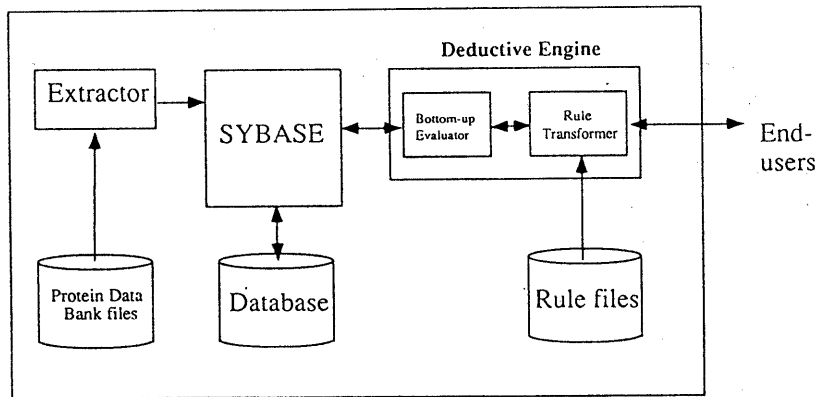 Deductive Engine
Extractor
SYBASE
Bottom-up
Evaluator
Rule
Transformer
End-
users
Protein Data
Bank files
Database
Rule files